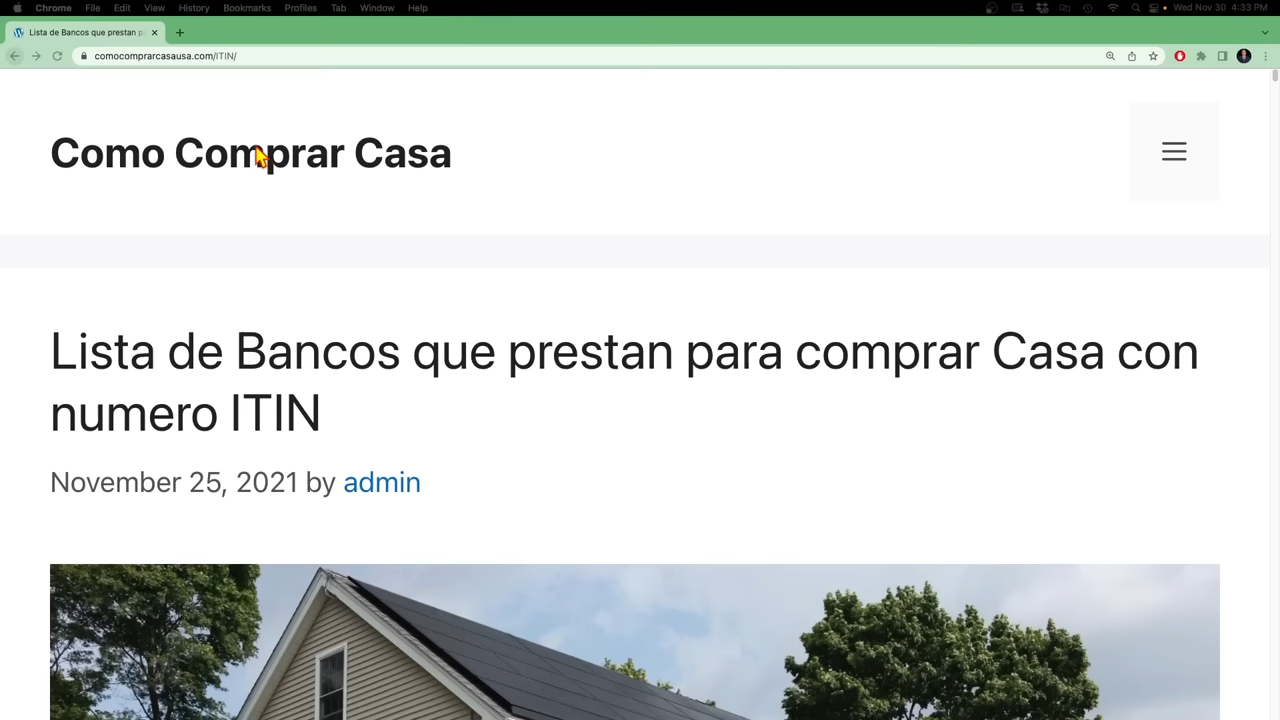 Chrome File Edit View History Bookmarks Profiles Tab Window Help Wed Nov 30 4:33 PM
Lista de Bancos que prestan p
comocomprarcasausa.com/ITIN/
Como Comprar Casa
Lista de Bancos que prestan para comprar Casa con
numero ITIN
November 25, 2021 by admin